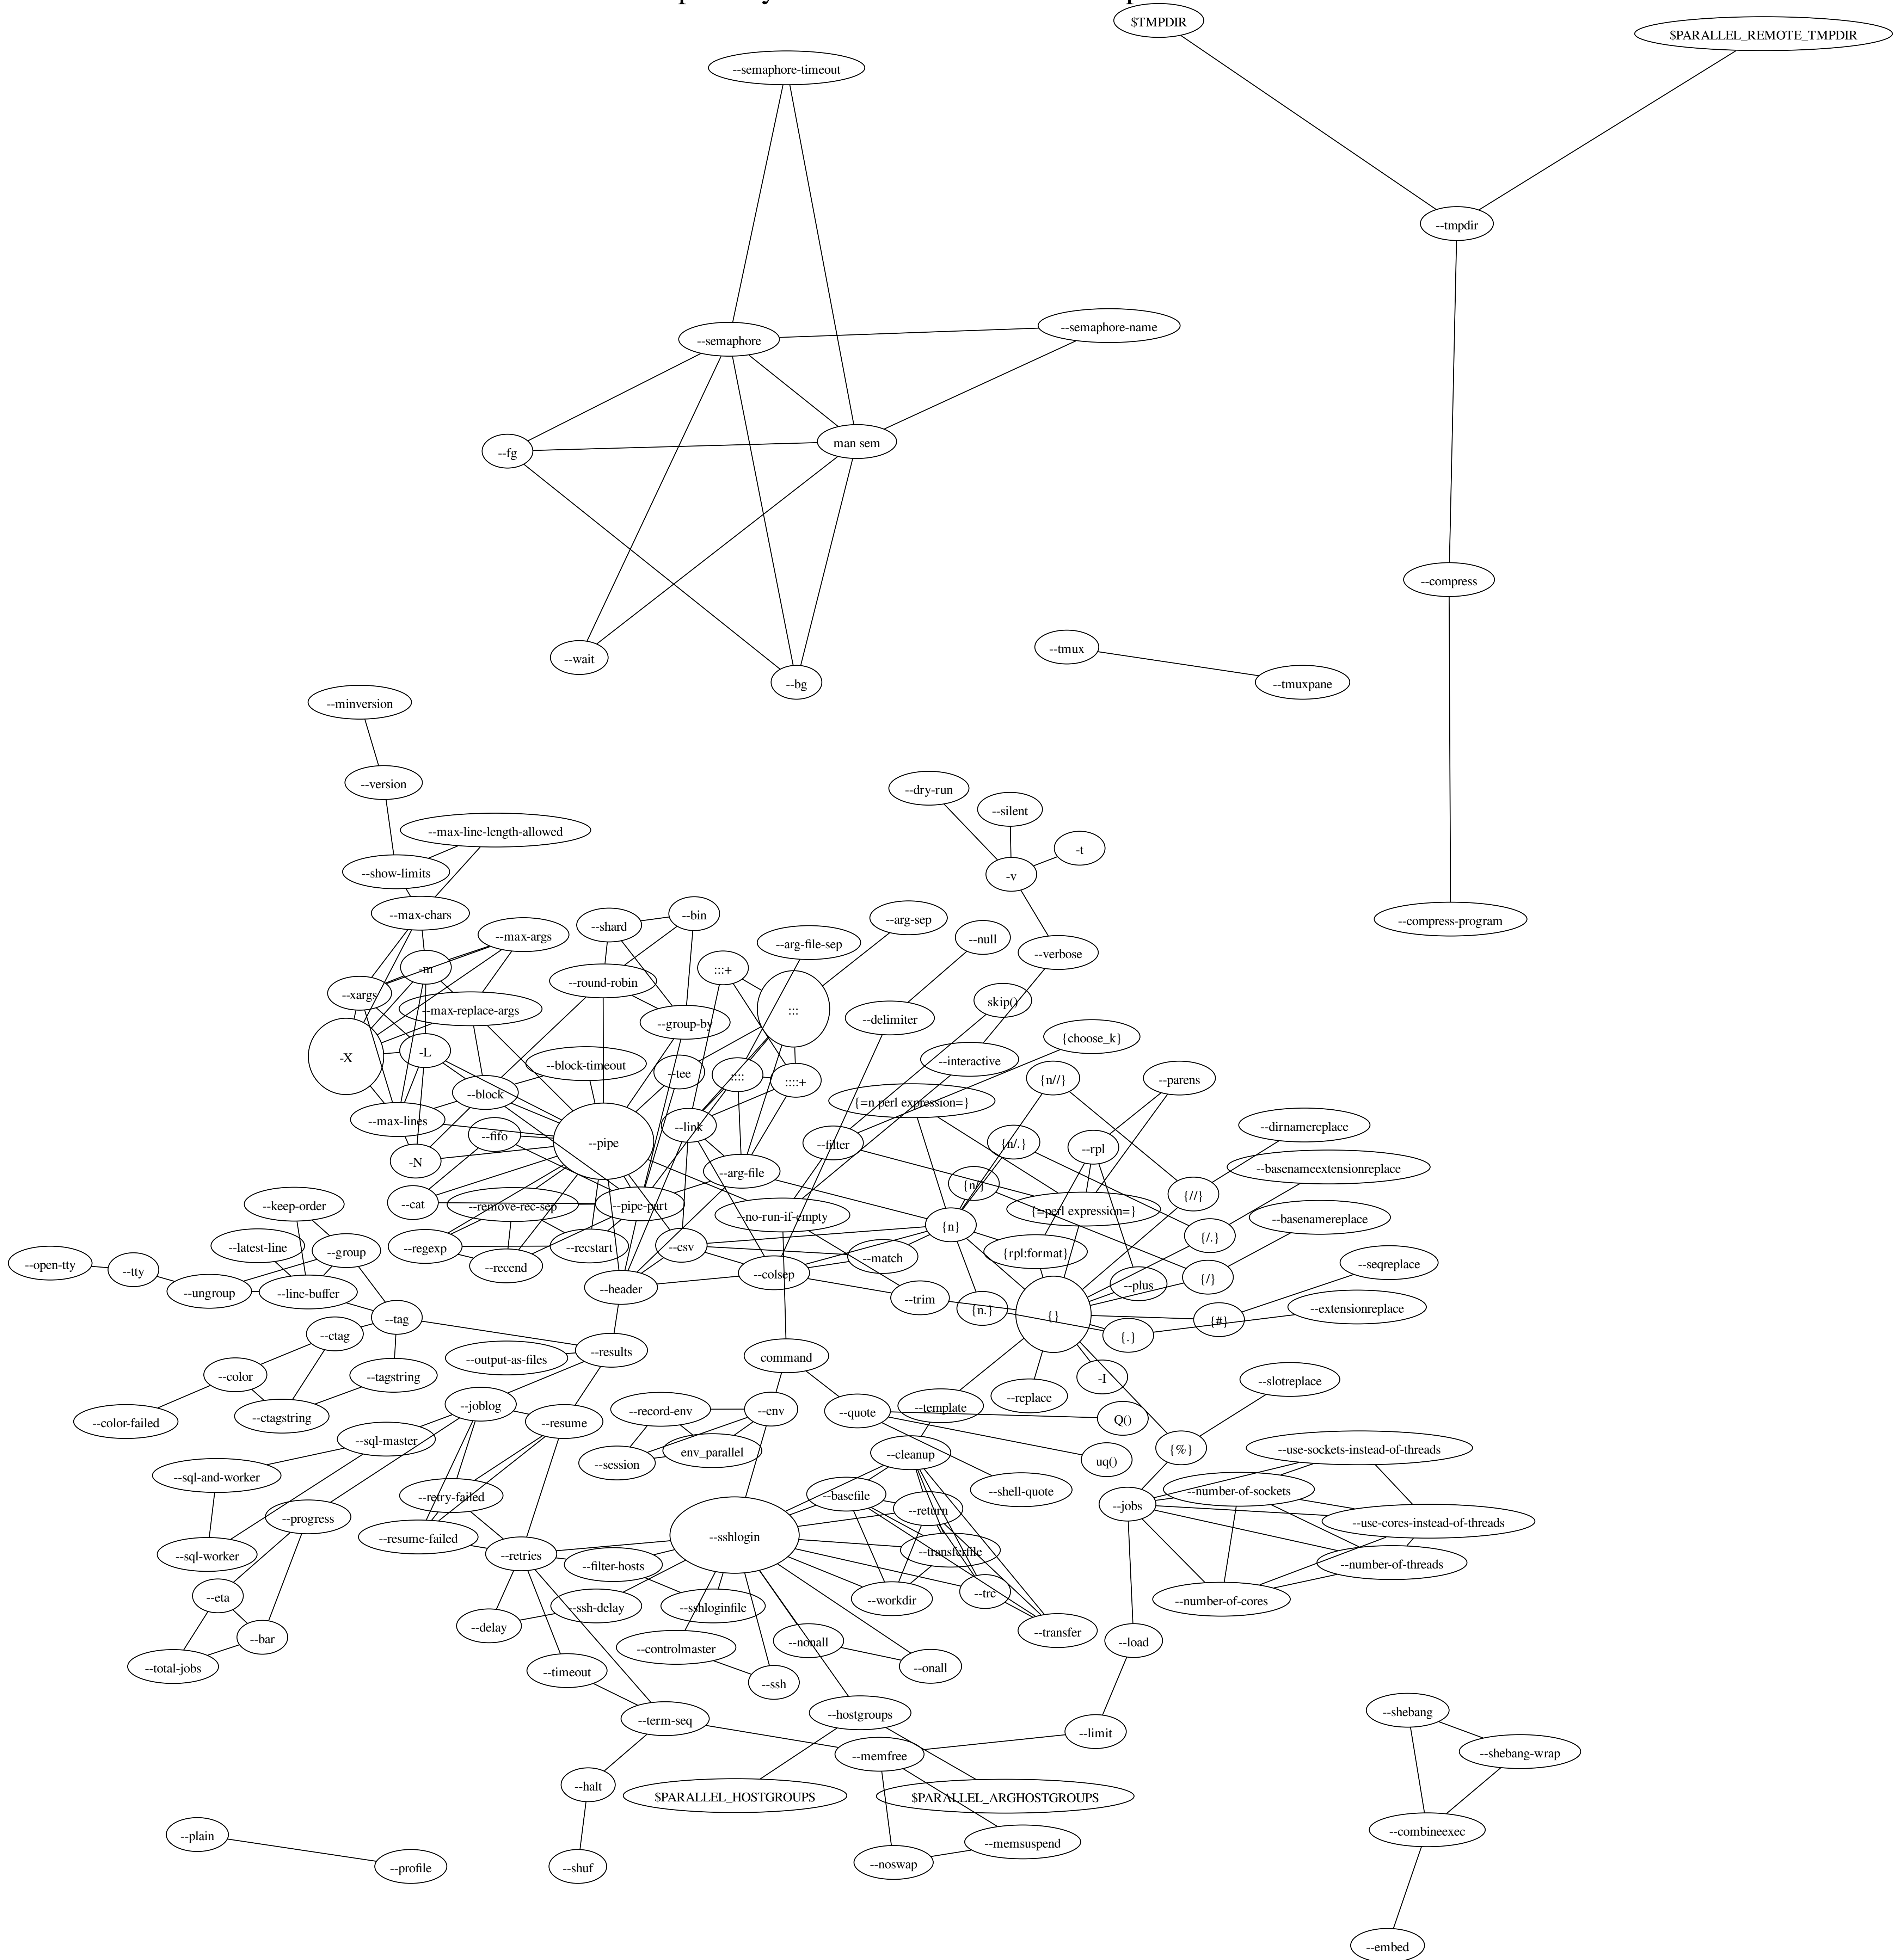 $TMPDIR
$PARALLEL_REMOTE_TMPDIR
--semaphore-timeout
--tmpdir
--semaphore-name
--semaphore
man sem
--fg
--compress
--tmux
--wait
--tmuxpane
--bg
--minversion
--version
--dry-run
--silent
--max-line-length-allowed
-t
--show-limits
-v
--max-chars
--bin
--arg-sep
--compress-program
--shard
--max-args
--null
--arg-file-sep
--verbose
-m
:::+
--round-robin
--xargs
skip()
--max-replace-args
:::
--delimiter
--group-by
{choose_k}
-L
-X
--interactive
--block-timeout
--tee
::::
::::+
{n//}
--parens
--block
{=n perl expression=}
--max-lines
--link
--dirnamereplace
--fifo
--pipe
--filter
{n/.}
--rpl
-N
--basenameextensionreplace
--arg-file
{n/}
{//}
--cat
--keep-order
--remove-rec-sep
--pipe-part
{=perl expression=}
--no-run-if-empty
--basenamereplace
{n}
{/.}
--latest-line
--regexp
--recstart
--csv
--group
{rpl:format}
--match
--open-tty
--seqreplace
--recend
--tty
--colsep
{/}
--plus
--header
--ungroup
--line-buffer
--trim
{n.}
--extensionreplace
{}
--tag
{#}
--ctag
{.}
--results
command
--output-as-files
--color
--tagstring
-I
--slotreplace
--replace
--joblog
--template
--record-env
--env
--quote
--ctagstring
Q()
--color-failed
--resume
--sql-master
{%}
--use-sockets-instead-of-threads
env_parallel
--cleanup
uq()
--session
--sql-and-worker
--shell-quote
--number-of-sockets
--basefile
--retry-failed
--jobs
--return
--progress
--use-cores-instead-of-threads
--sshlogin
--resume-failed
--transferfile
--sql-worker
--retries
--number-of-threads
--filter-hosts
--trc
--eta
--workdir
--number-of-cores
--ssh-delay
--sshloginfile
--delay
--transfer
--bar
--nonall
--load
--controlmaster
--total-jobs
--onall
--timeout
--ssh
--shebang
--hostgroups
--term-seq
--limit
--shebang-wrap
--memfree
--halt
$PARALLEL_HOSTGROUPS
$PARALLEL_ARGHOSTGROUPS
--combineexec
--plain
--memsuspend
--noswap
--profile
--shuf
--embed